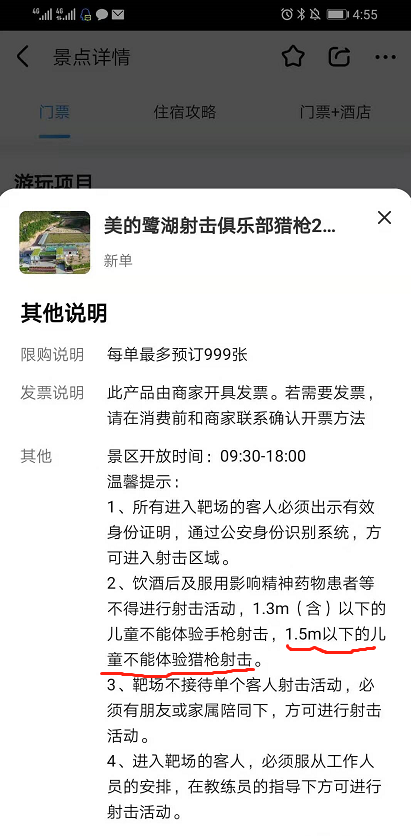 4G 4G 4:55
景点详情
门票 住宿攻略 门票+酒店
游玩项目
美的鹭湖射击俱乐部猎枪2...
新单
其他说明
限购说明 每单最多预订999张
发票说明 此产品由商家开具发票。若需要发票，
请在消费前和商家联系确认开票方法
其他 景区开放时间：09:30-18:00
温馨提示：
1、所有进入靶场的客人必须出示有效
身份证明，通过公安身份识别系统，方
可进入射击区域。
2、饮酒后及服用影响精神药物患者等
不得进行射击活动，1.3m（含）以下的
儿童不能体验手枪射击，1.5m以下的儿
童不能体验猎枪射击。
3、靶场不接待单个客人射击活动，必
须有朋友或家属陪同下，方可进行射击
活动。
4、进入靶场的客人，必须服从工作人
员的安排，在教练员的指导下方可进行
射击活动。